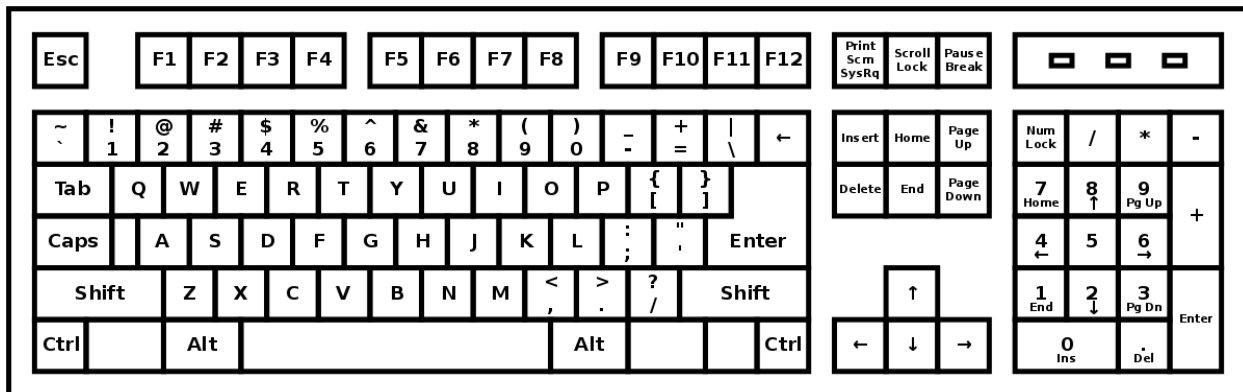 Esc F1 F2 F3 F4 F5 F6 F7 F8 F9 F10 F11 F12 Print Scrn SysRq Scroll Lock Pause Break
~ ` ! 1 @ 2 # 3 $ 4 % 5 ^ 6 & 7 * 8 ( 9 ) 0 _ - + = | \ ← Insert Home Page Up Num Lock / * -
Tab Q W E R T Y U I O P { [ } ] Delete End Page Down 7 Home 8 ↑ 9 Pg Up +
Caps A S D F G H J K L : ; " ' Enter 4 ← 5 6 →
Shift Z X C V B N M < , > . ? / Shift ↑ 1 End 2 ↓ 3 Pg Dn Enter
Ctrl Alt Alt Ctrl ← ↓ → 0 Ins . Del